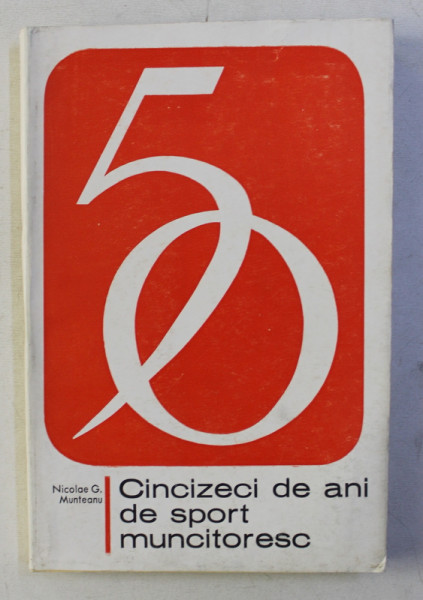 50
Nicolae G.
Munteanu
Cincizeci de ani
de sport
muncitoresc